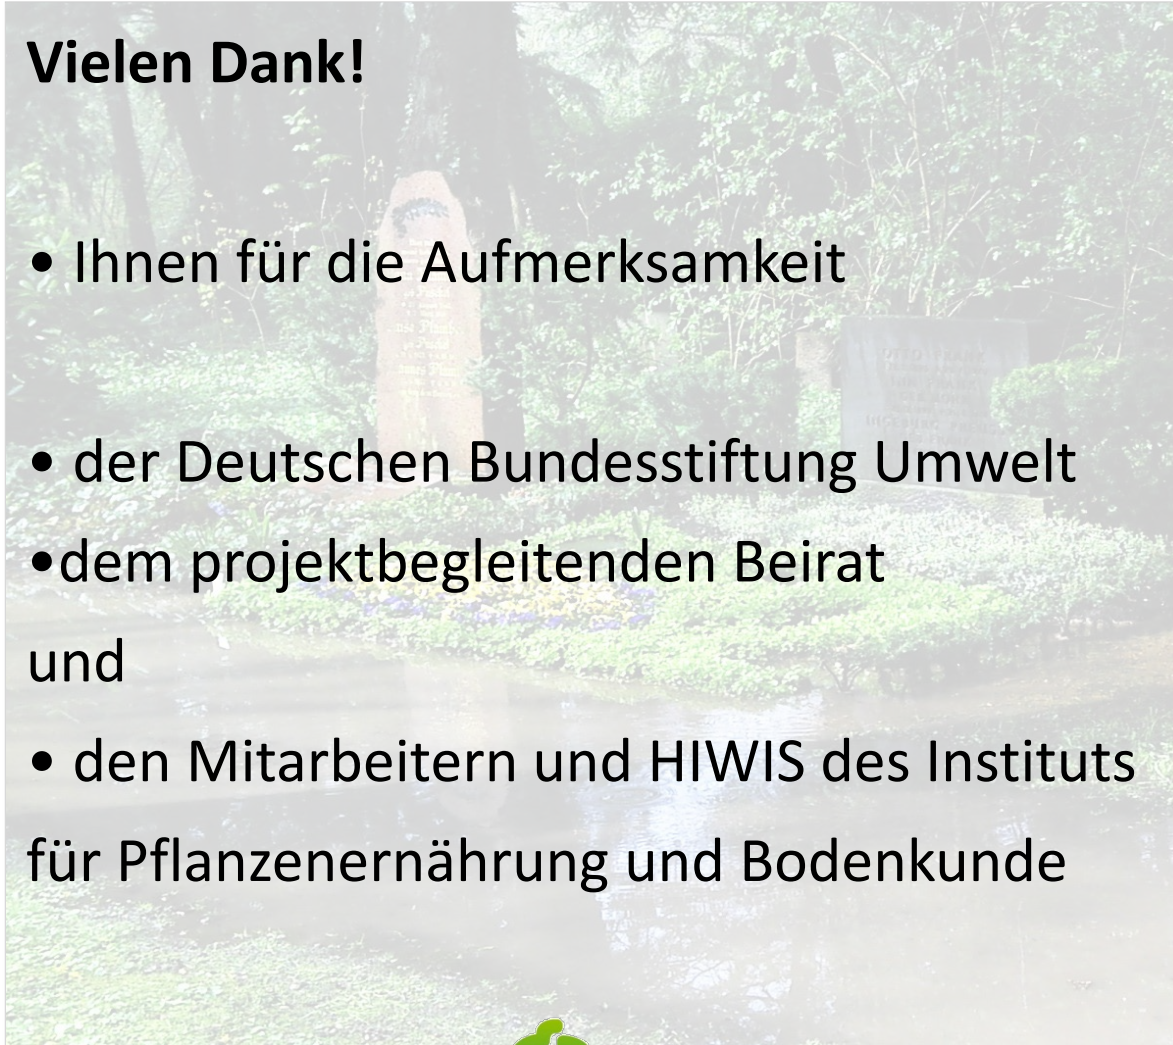 Vielen Dank!
• Ihnen für die Aufmerksamkeit
• der Deutschen Bundesstiftung Umwelt
•dem projektbegleitenden Beirat
und
• den Mitarbeitern und HIWIS des Instituts
für Pflanzenernährung und Bodenkunde